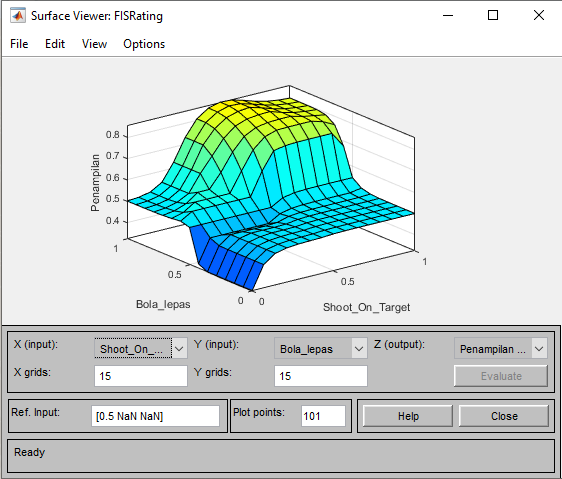 Surface Viewer: FISRating
File Edit View Options
0.8
0.7
0.6
0.5
0.4
Penampilan
1
0.5
0
Bola_lepas
0
0.5
1
Shoot_On_Target
X (input): Shoot_On_... Y (input): Bola_lepas Z (output): Penampilan ...
X grids: 15 Y grids: 15 Evaluate
Ref. Input: [0.5 NaN NaN] Plot points: 101 Help Close
Ready